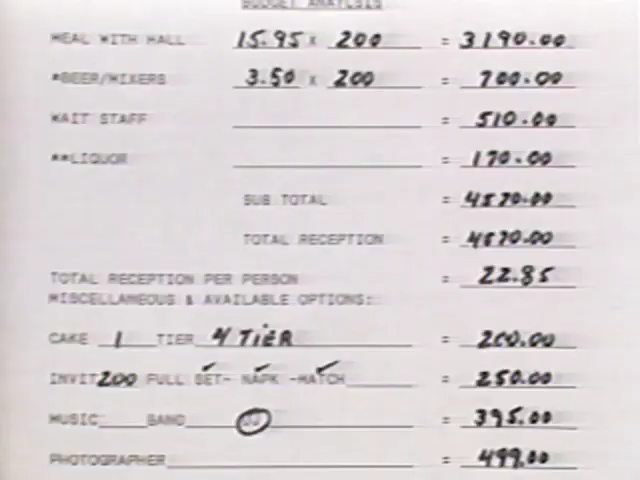 BUDGET ANALYSIS
MEAL WITH HALL 15.95 x 200 = 3190.00
*BEER/MIXERS 3.50 x 200 = 700.00
WAIT STAFF = 510.00
**LIQUOR = 170.00
SUB TOTAL = 4570.00
TOTAL RECEPTION = 4570.00
TOTAL RECEPTION PER PERSON = 22.85
MISCELLANEOUS & AVAILABLE OPTIONS:
CAKE 1 TIER 4 TiER = 200.00
INVIT 200 FULL SET- NAPK -MATCH = 250.00
MUSIC BAND DJ = 395.00
PHOTOGRAPHER = 499.00